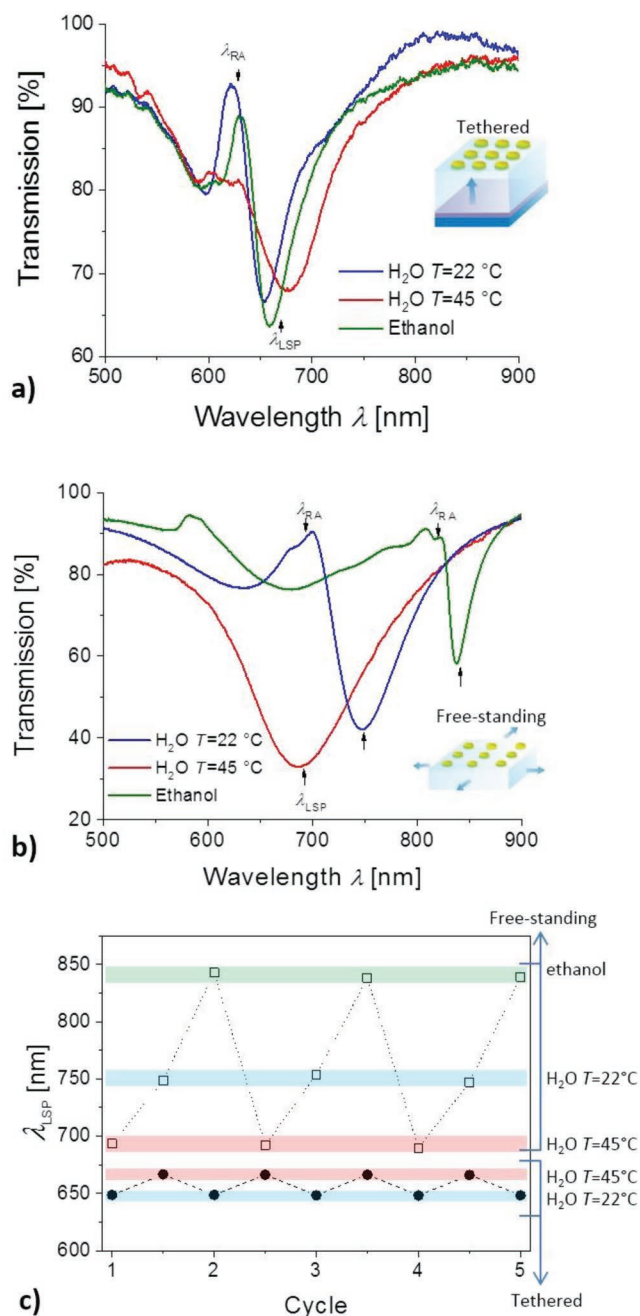 100
90
80
70
60
Transmission [%]
λRA
Tethered
H₂O T=22 °C
H₂O T=45 °C
Ethanol
λLSP
500 600 700 800 900
Wavelength λ [nm]
a)
100
80
60
40
20
Transmission [%]
λRA
λRA
Free-standing
H₂O T=22 °C
H₂O T=45 °C
Ethanol
λLSP
500 600 700 800 900
Wavelength λ [nm]
b)
Free-standing
850
800
750
700
650
600
λLSP [nm]
ethanol
H₂O T=22°C
H₂O T=45°C
H₂O T=45°C
H₂O T=22°C
1 2 3 4 5
Cycle
Tethered
c)